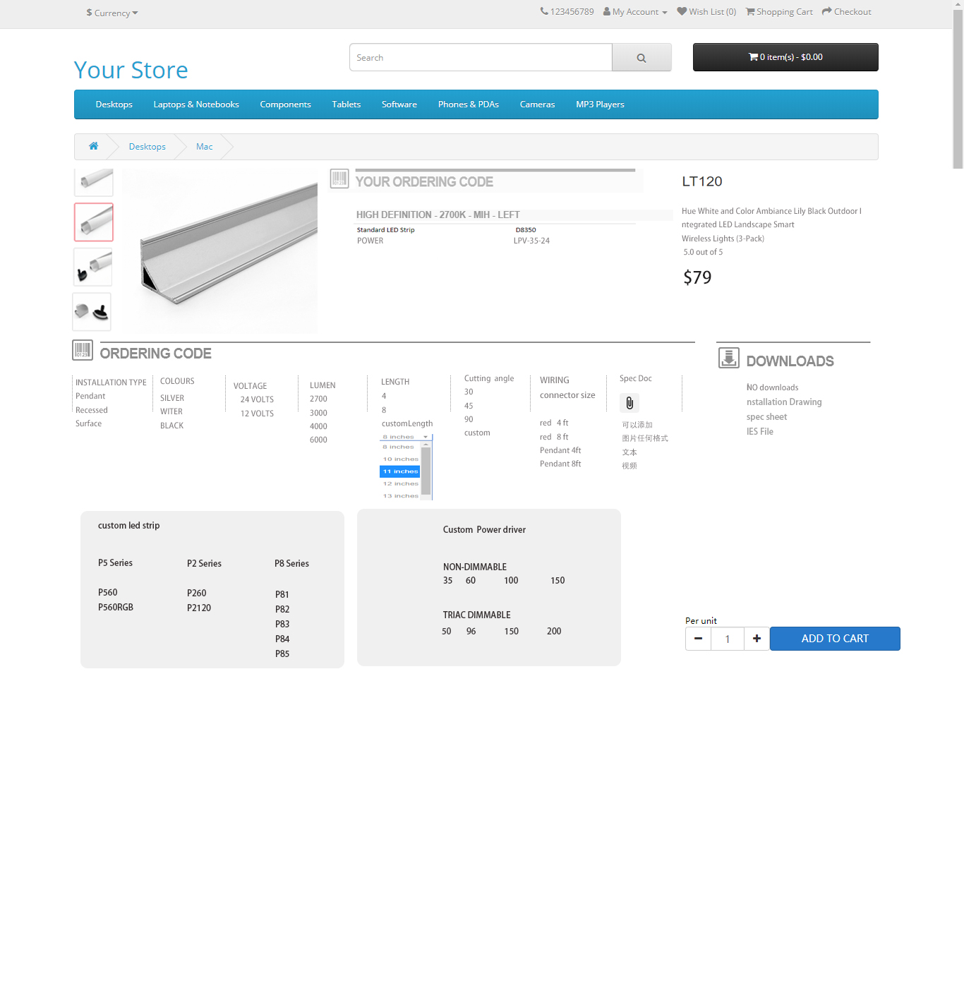 $ Currency
123456789 My Account Wish List (0) Shopping Cart Checkout
Your Store
Search
0 item(s) - $0.00
Desktops Laptops & Notebooks Components Tablets Software Phones & PDAs Cameras MP3 Players
Desktops Mac
0123
YOUR ORDERING CODE
HIGH DEFINITION - 2700K - MIH - LEFT
Standard LED Strip D8350
POWER LPV-35-24
LT120
Hue White and Color Ambiance Lily Black Outdoor I
ntegrated LED Landscape Smart
Wireless Lights (3-Pack)
5.0 out of 5
$79
0123
ORDERING CODE
INSTALLATION TYPE
Pendant
Recessed
Surface
COLOURS
SILVER
WITER
BLACK
VOLTAGE
24 VOLTS
12 VOLTS
LUMEN
2700
3000
4000
6000
LENGTH
4
8
customLength
8 inches
8 inches
10 inches
11 inches
12 inches
13 inches
Cutting angle
30
45
90
custom
WIRING
connector size
red 4 ft
red 8 ft
Pendant 4ft
Pendant 8ft
Spec Doc
可以添加
图片任何格式
文本
视频
DOWNLOADS
NO downloads
nstallation Drawing
spec sheet
IES File
custom led strip
P5 Series
P560
P560RGB
P2 Series
P260
P2120
P8 Series
P81
P82
P83
P84
P85
Custom Power driver
NON-DIMMABLE
35 60 100 150
TRIAC DIMMABLE
50 96 150 200
Per unit
1
ADD TO CART